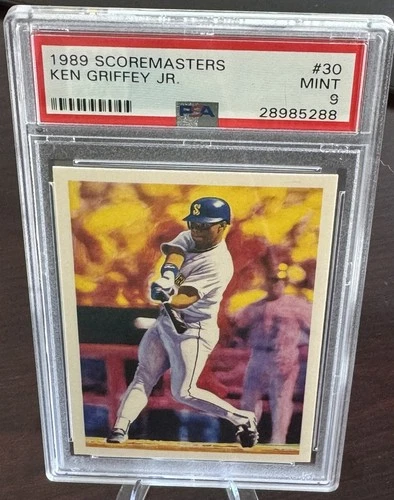 1989 SCOREMASTERS #30
KEN GRIFFEY JR. MINT
9
PSA 28985288
S